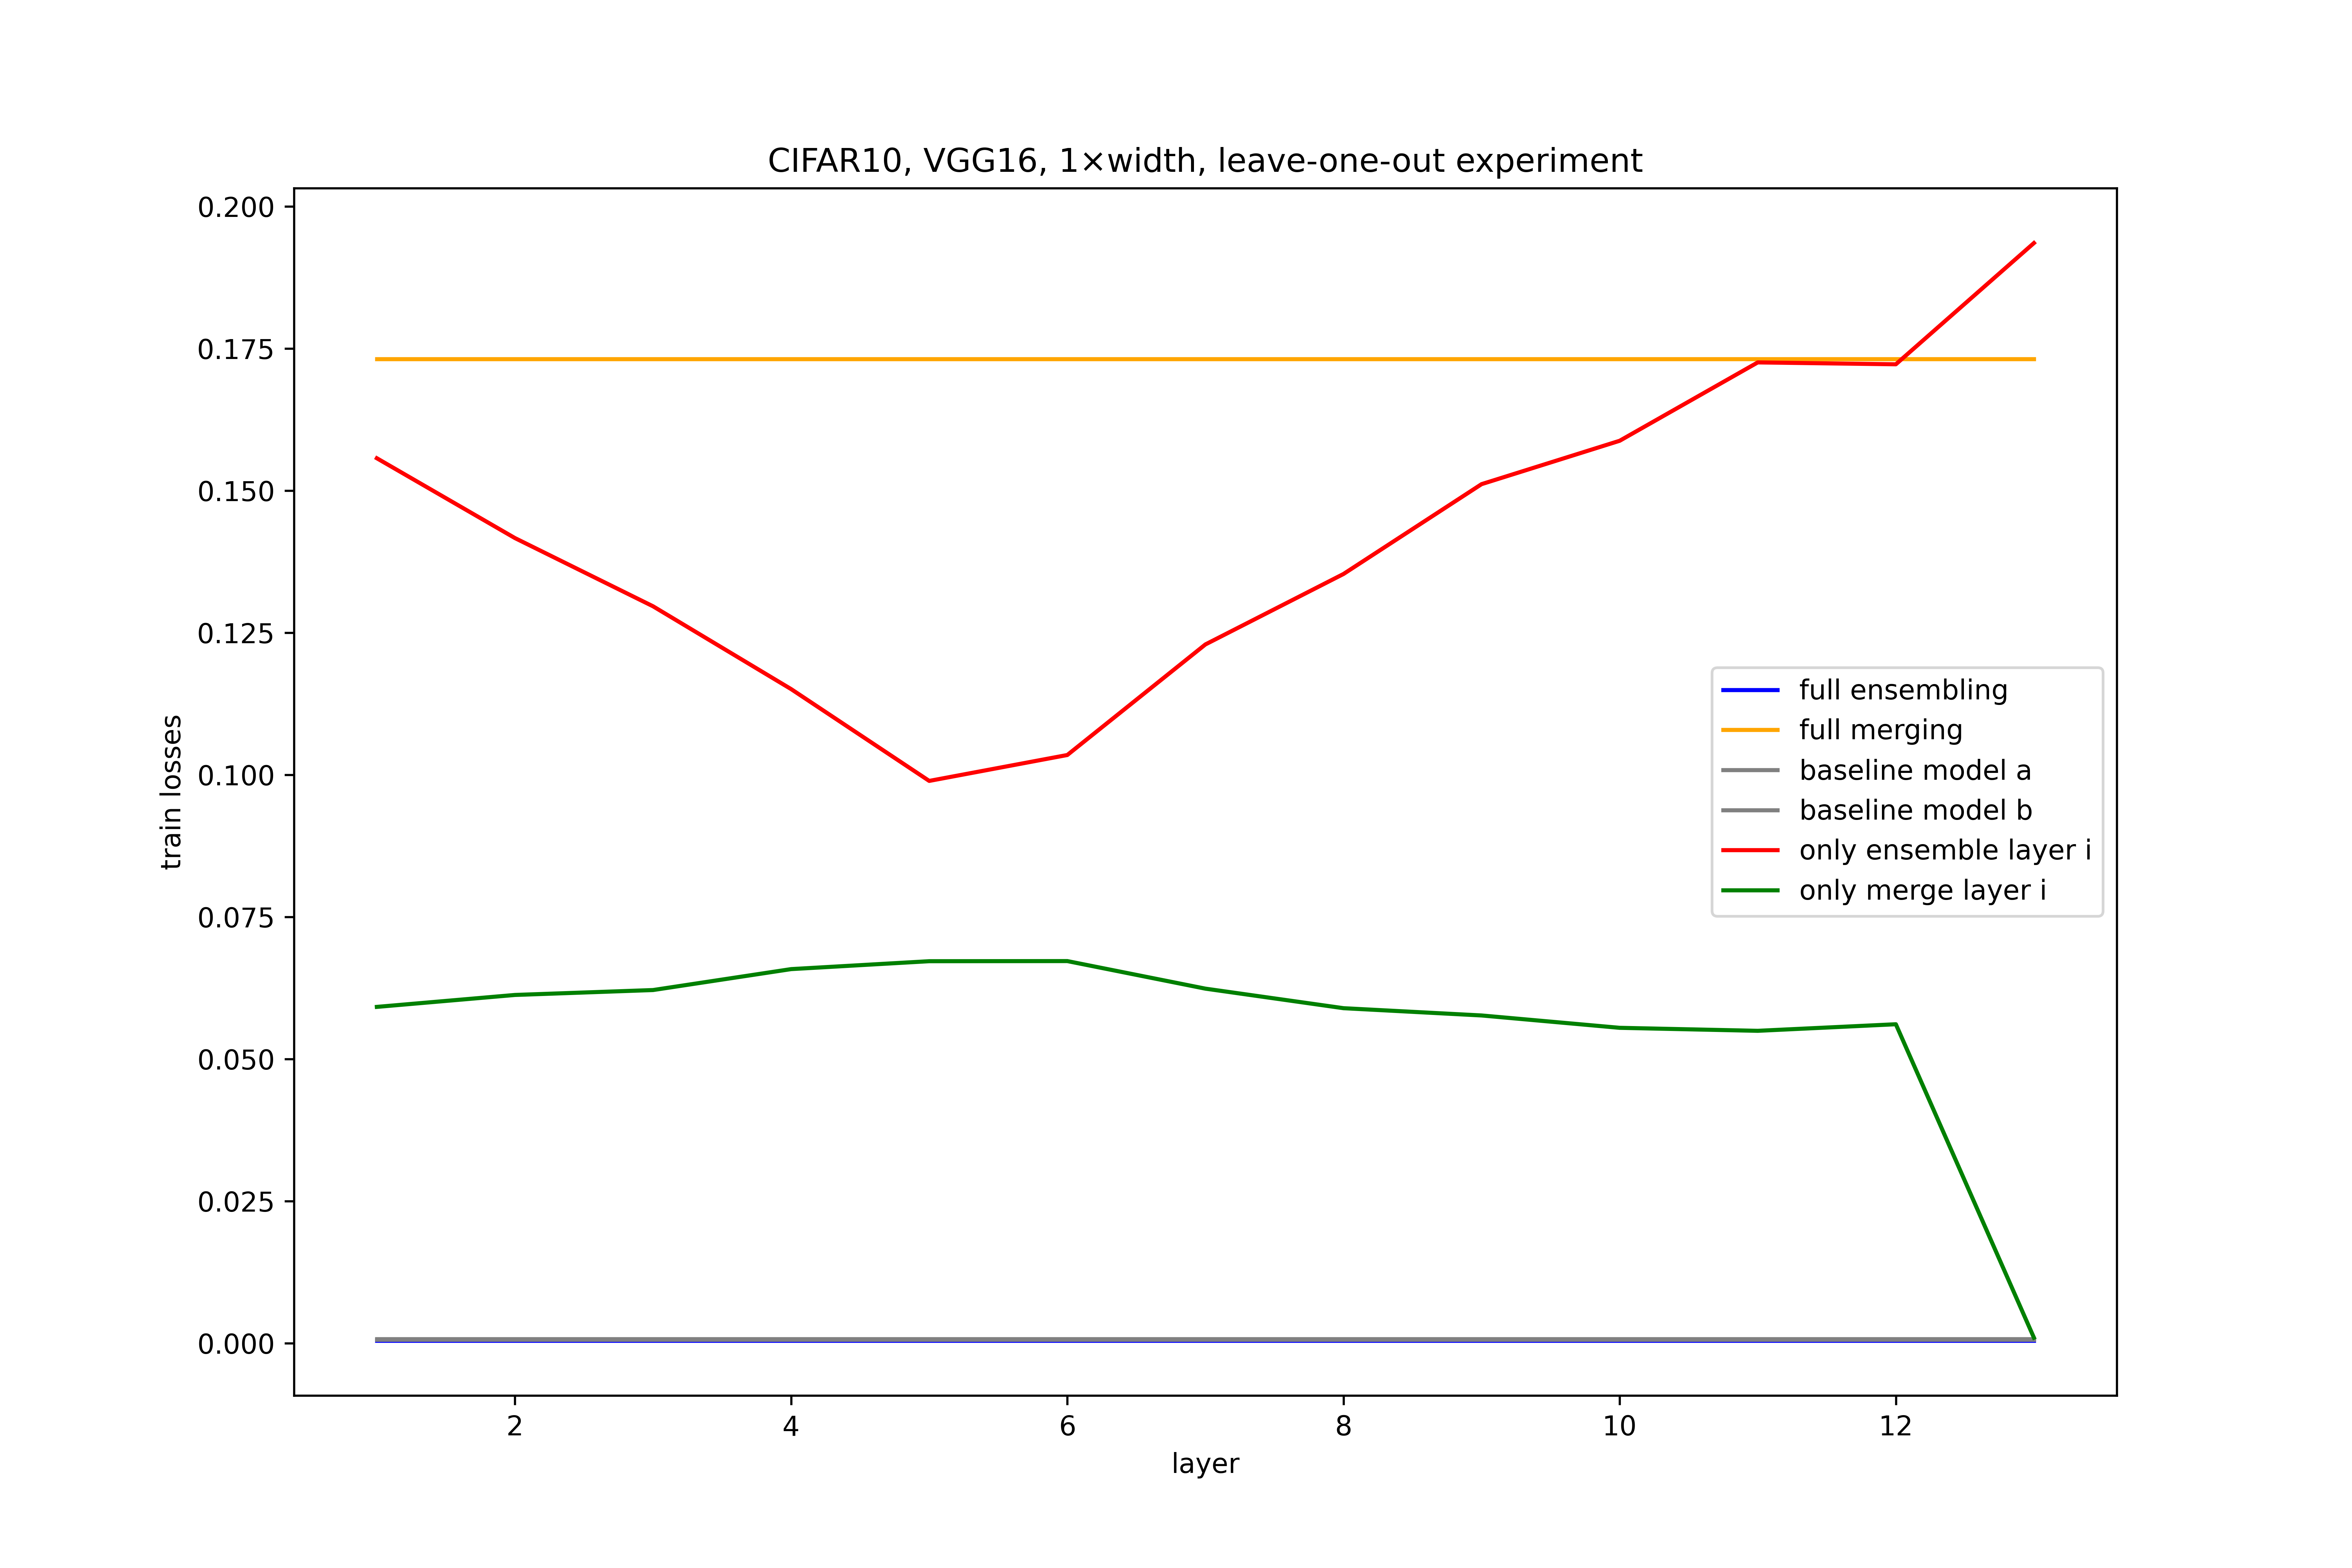 CIFAR10, VGG16, 1×width, leave-one-out experiment
0.200
0.175
0.150
0.125
0.100
0.075
0.050
0.025
0.000
train losses
full ensembling
full merging
baseline model a
baseline model b
only ensemble layer i
only merge layer i
2 4 6 8 10 12
layer